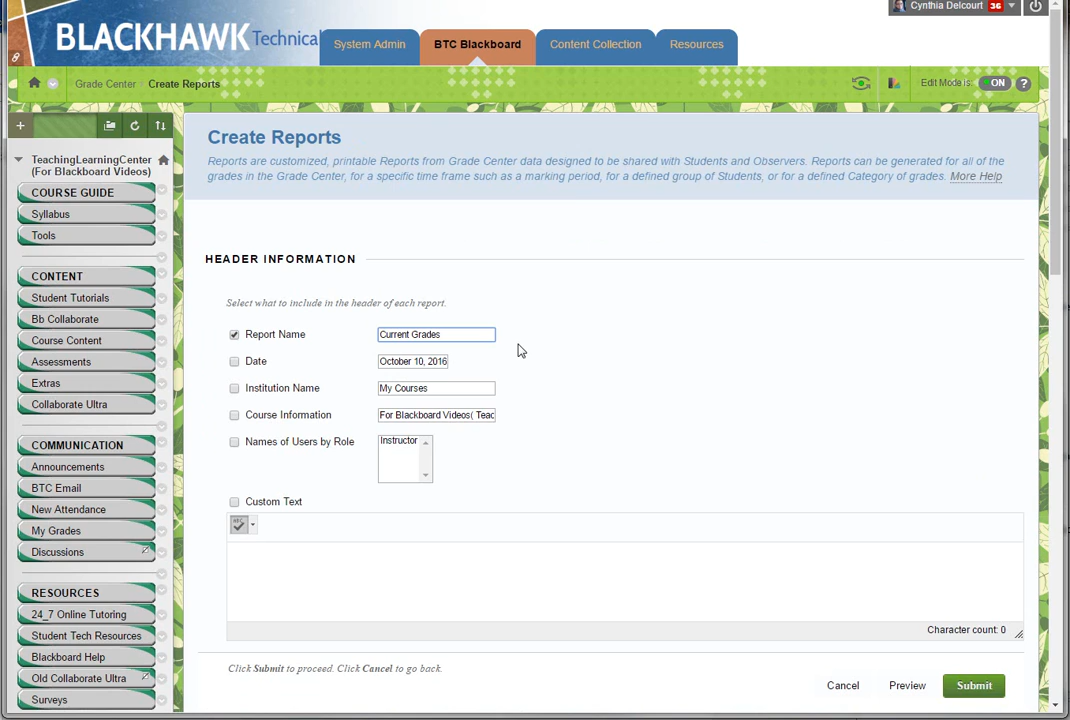 Cynthia Delcourt 36
BLACKHAWK Technical
System Admin
BTC Blackboard
Content Collection
Resources
Grade Center
Create Reports
Edit Mode is:
ON
?
TeachingLearningCenter
(For Blackboard Videos)
COURSE GUIDE
Syllabus
Tools
CONTENT
Student Tutorials
Bb Collaborate
Course Content
Assessments
Extras
Collaborate Ultra
COMMUNICATION
Announcements
BTC Email
New Attendance
My Grades
Discussions
RESOURCES
24_7 Online Tutoring
Student Tech Resources
Blackboard Help
Old Collaborate Ultra
Surveys
Create Reports
Reports are customized, printable Reports from Grade Center data designed to be shared with Students and Observers. Reports can be generated for all of the
grades in the Grade Center, for a specific time frame such as a marking period, for a defined group of Students, or for a defined Category of grades. More Help
HEADER INFORMATION
Select what to include in the header of each report.
Report Name Current Grades
Date October 10, 2016
Institution Name My Courses
Course Information For Blackboard Videos( Teac
Names of Users by Role Instructor
Custom Text
ABC
Character count: 0
Click Submit to proceed. Click Cancel to go back.
Cancel
Preview
Submit